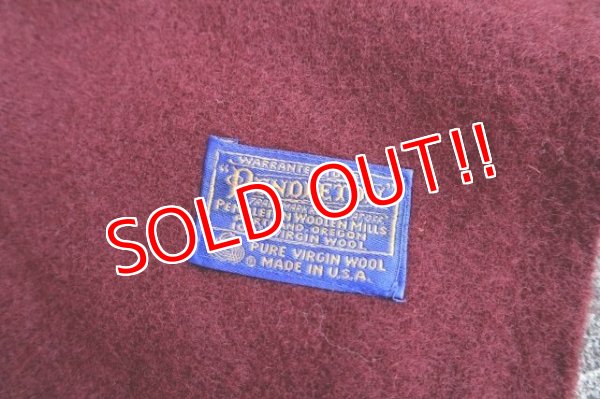 SOLD OUT!!
WARRANTED
"PENDLETON"
PENDLETON WOOLEN MILLS
PORTLAND, OREGON
VIRGIN WOOL
PURE VIRGIN WOOL
® MADE IN U.S.A.